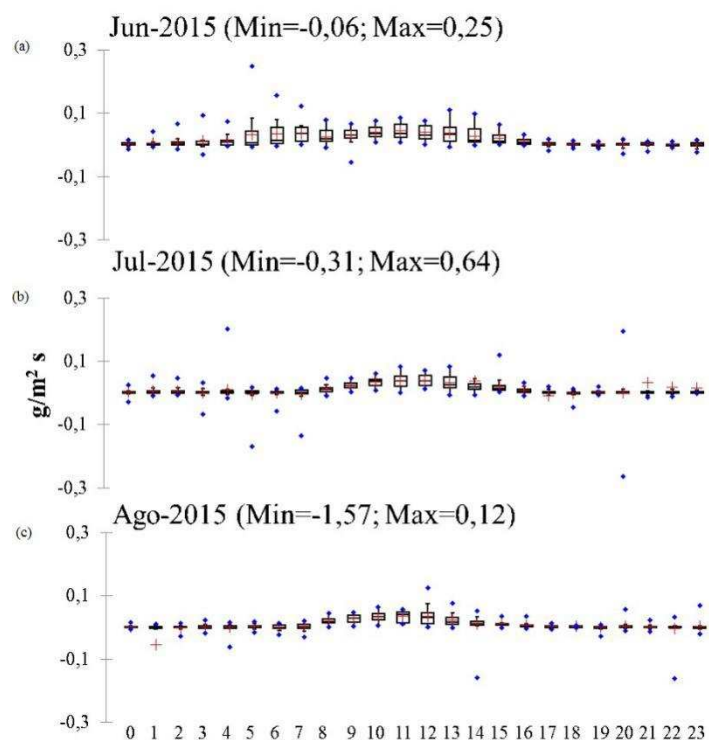 Jun-2015 (Min=-0,06; Max=0,25)
(a)
0,3
0,1
-0,1
-0,3
Jul-2015 (Min=-0,31; Max=0,64)
(b)
0,3
0,1
-0,1
-0,3
g/m² s
Ago-2015 (Min=-1,57; Max=0,12)
(c)
0,3
0,1
-0,1
-0,3
0 1 2 3 4 5 6 7 8 9 10 11 12 13 14 15 16 17 18 19 20 21 22 23